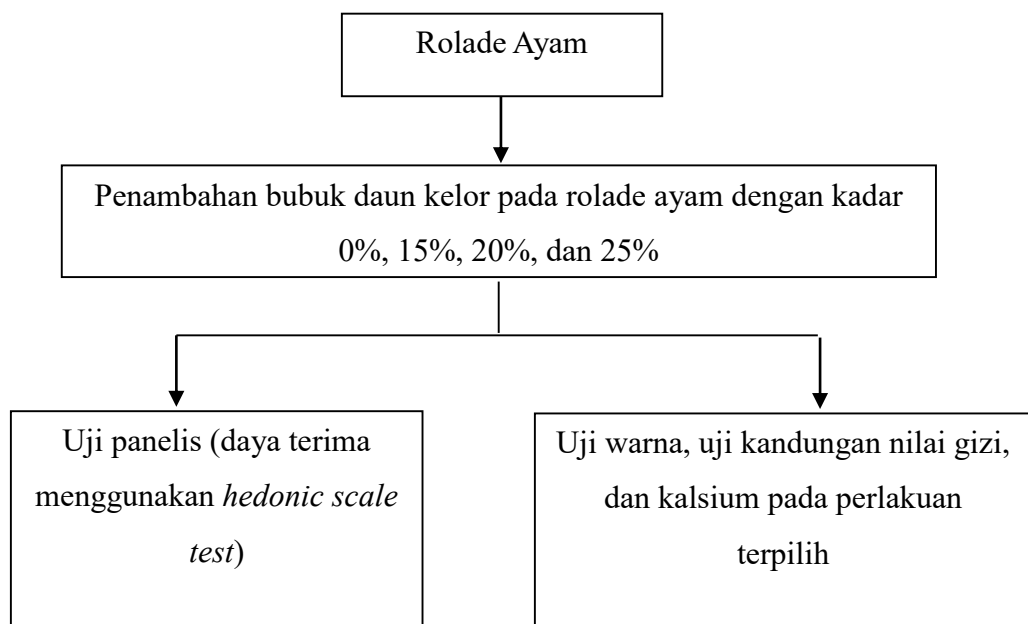 Rolade Ayam
Penambahan bubuk daun kelor pada rolade ayam dengan kadar
0%, 15%, 20%, dan 25%
Uji panelis (daya terima
menggunakan hedonic scale
test)
Uji warna, uji kandungan nilai gizi,
dan kalsium pada perlakuan
terpilih